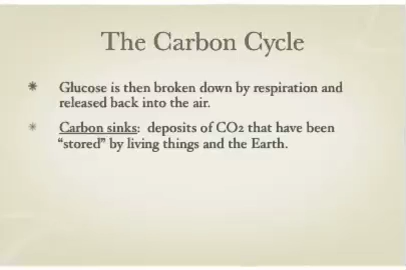 The Carbon Cycle
Glucose is then broken down by respiration and
released back into the air.
Carbon sinks: deposits of CO2 that have been
"stored" by living things and the Earth.